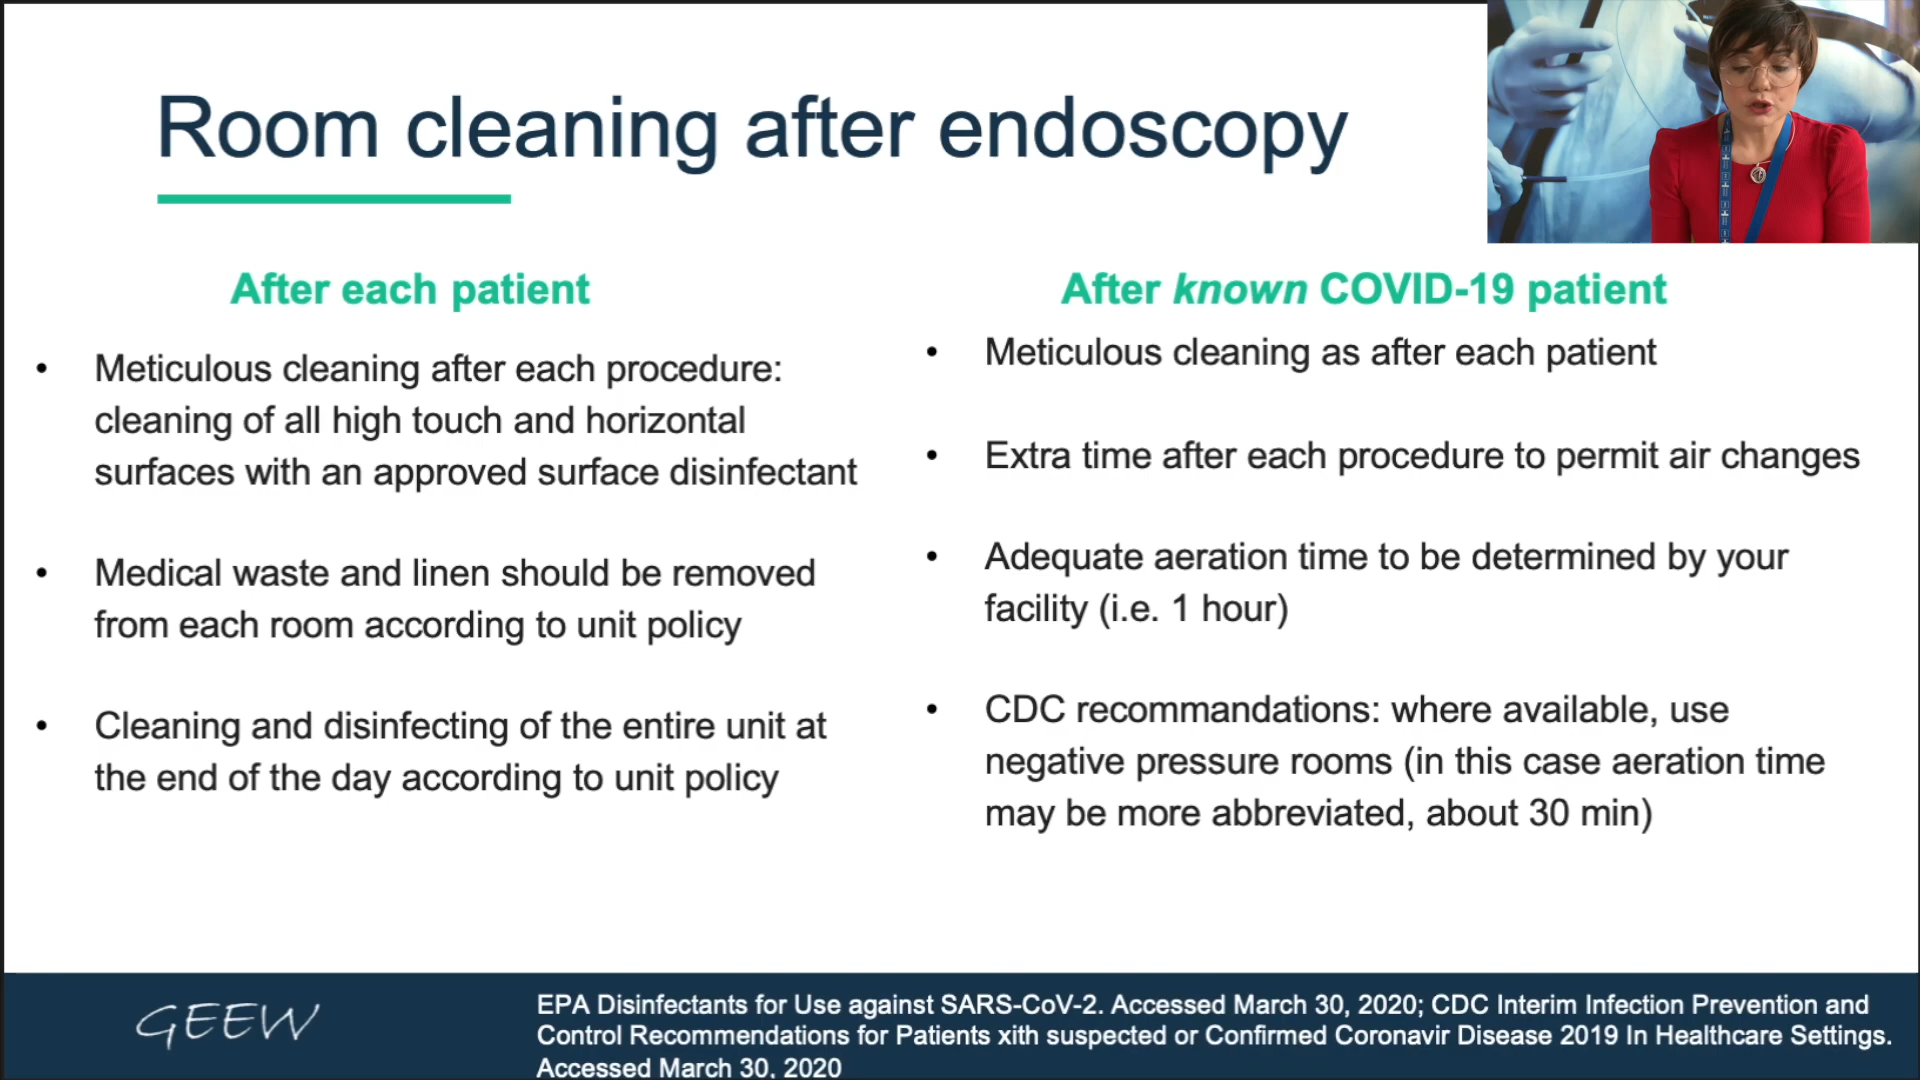 Room cleaning after endoscopy
After each patient
• Meticulous cleaning after each procedure:
cleaning of all high touch and horizontal
surfaces with an approved surface disinfectant
• Medical waste and linen should be removed
from each room according to unit policy
• Cleaning and disinfecting of the entire unit at
the end of the day according to unit policy
After known COVID-19 patient
• Meticulous cleaning as after each patient
• Extra time after each procedure to permit air changes
• Adequate aeration time to be determined by your
facility (i.e. 1 hour)
• CDC recommandations: where available, use
negative pressure rooms (in this case aeration time
may be more abbreviated, about 30 min)
GEEW
EPA Disinfectants for Use against SARS-CoV-2. Accessed March 30, 2020; CDC Interim Infection Prevention and
Control Recommendations for Patients xith suspected or Confirmed Coronavir Disease 2019 In Healthcare Settings.
Accessed March 30, 2020